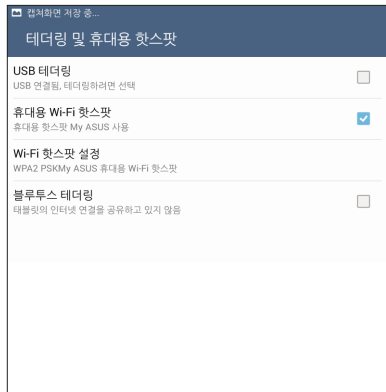 캡쳐화면 저장 중...
테더링 및 휴대용 핫스팟
USB 테더링
USB 연결됨, 테더링하려면 선택
휴대용 Wi-Fi 핫스팟
휴대용 핫스팟 My ASUS 사용
Wi-Fi 핫스팟 설정
WPA2 PSKMy ASUS 휴대용 Wi-Fi 핫스팟
블루투스 테더링
태블릿의 인터넷 연결을 공유하고 있지 않음